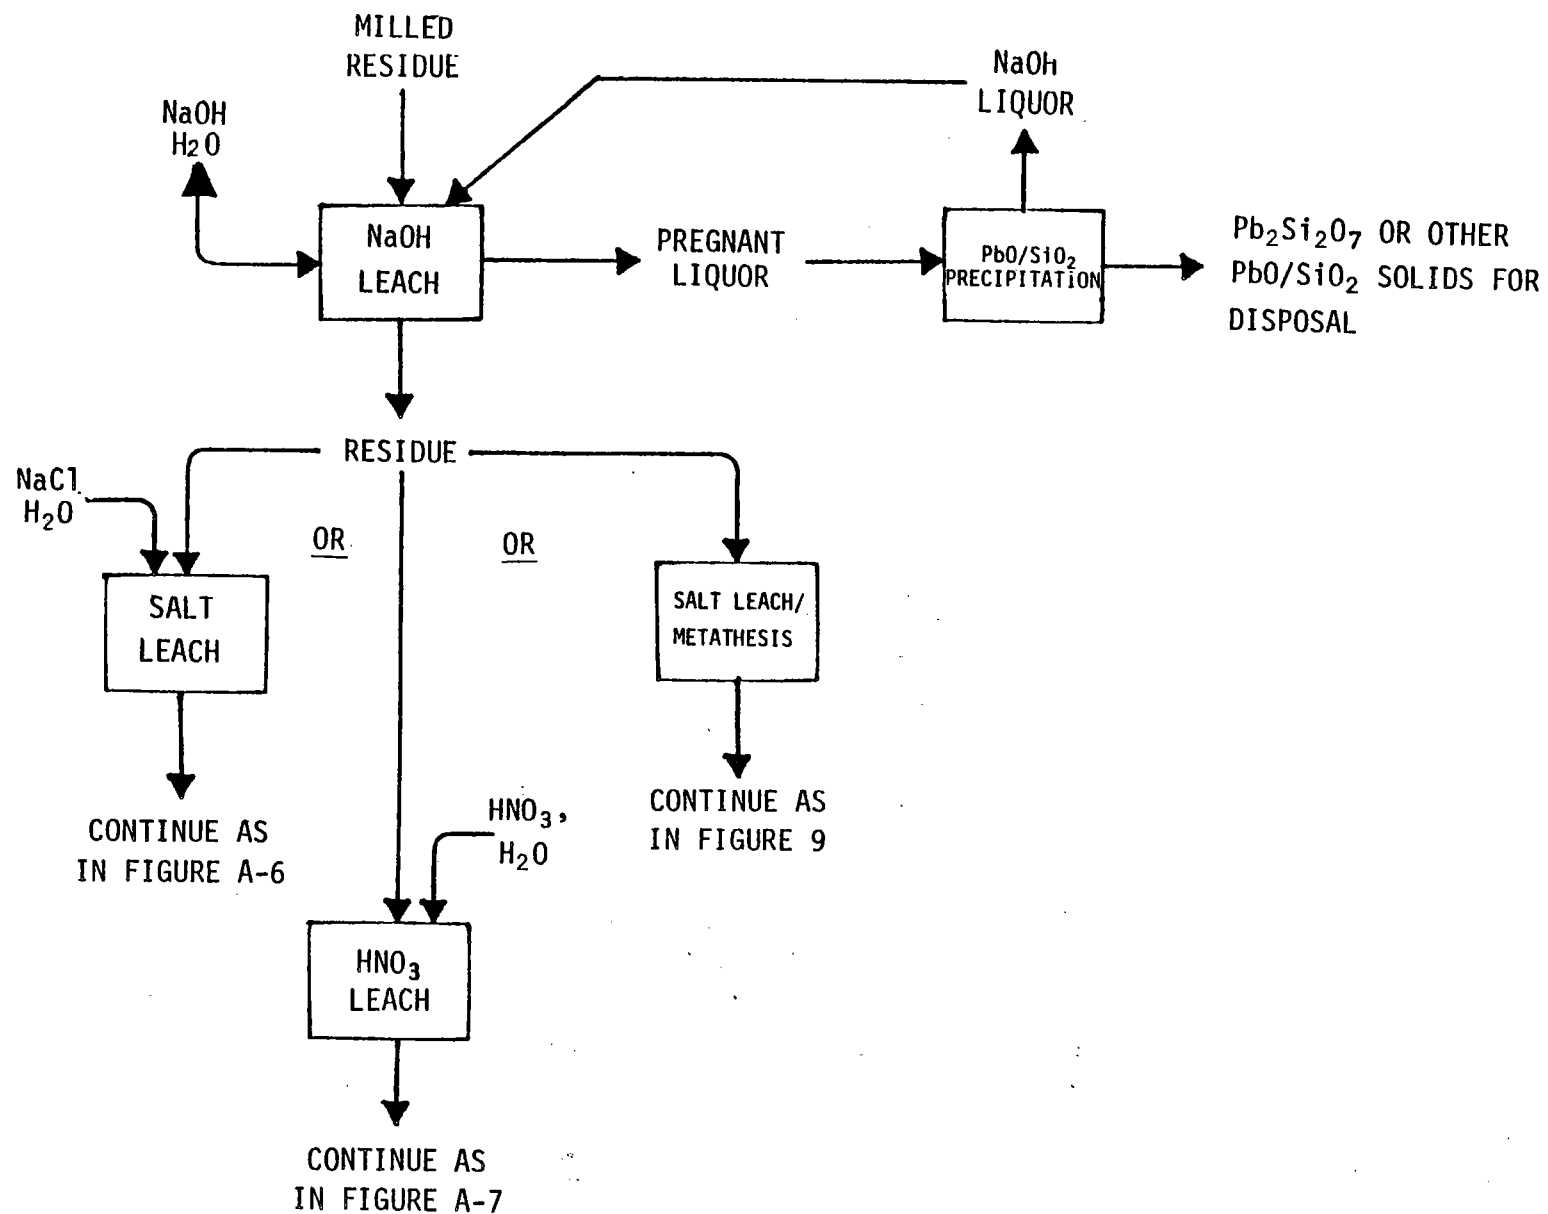 MILLED
RESIDUE
NaOH
LIQUOR
NaOH
H2O
NaOH
LEACH
PREGNANT
LIQUOR
PbO/SiO2
PRECIPITATION
Pb2Si2O7 OR OTHER
PbO/SiO2 SOLIDS FOR
DISPOSAL
RESIDUE
NaCl
H2O
OR
OR
SALT
LEACH
SALT LEACH/
METATHESIS
CONTINUE AS
IN FIGURE A-6
HNO3,
H2O
CONTINUE AS
IN FIGURE 9
HNO3
LEACH
CONTINUE AS
IN FIGURE A-7